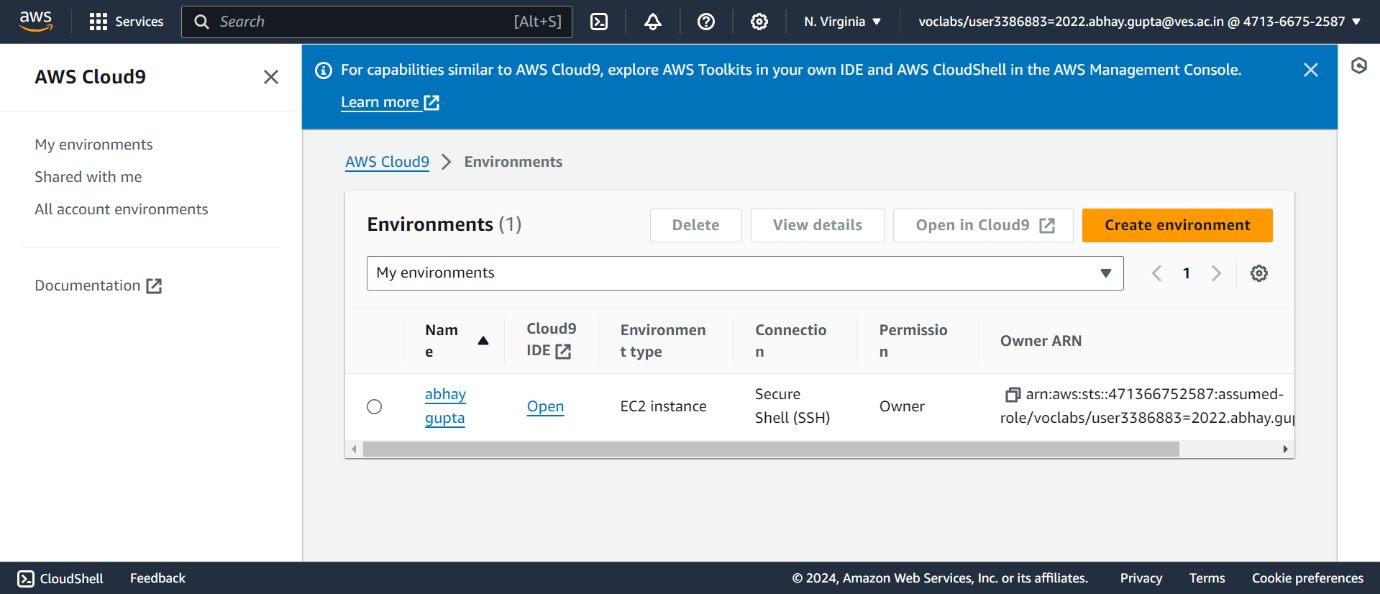 aws Services Search [Alt+S] N. Virginia voclabs/user3386883=2022.abhay.gupta@ves.ac.in @ 4713-6675-2587
AWS Cloud9
My environments
Shared with me
All account environments
Documentation
For capabilities similar to AWS Cloud9, explore AWS Toolkits in your own IDE and AWS CloudShell in the AWS Management Console.
Learn more
AWS Cloud9 Environments
Environments (1) Delete View details Open in Cloud9 Create environment
My environments 1
Nam
e
Cloud9
IDE
Environmen
t type
Connectio
n
Permissio
n
Owner ARN
abhay
gupta
Open
EC2 instance
Secure
Shell (SSH)
Owner
arn:aws:sts::471366752587:assumed-
role/voclabs/user3386883=2022.abhay.gu
CloudShell Feedback © 2024, Amazon Web Services, Inc. or its affiliates. Privacy Terms Cookie preferences